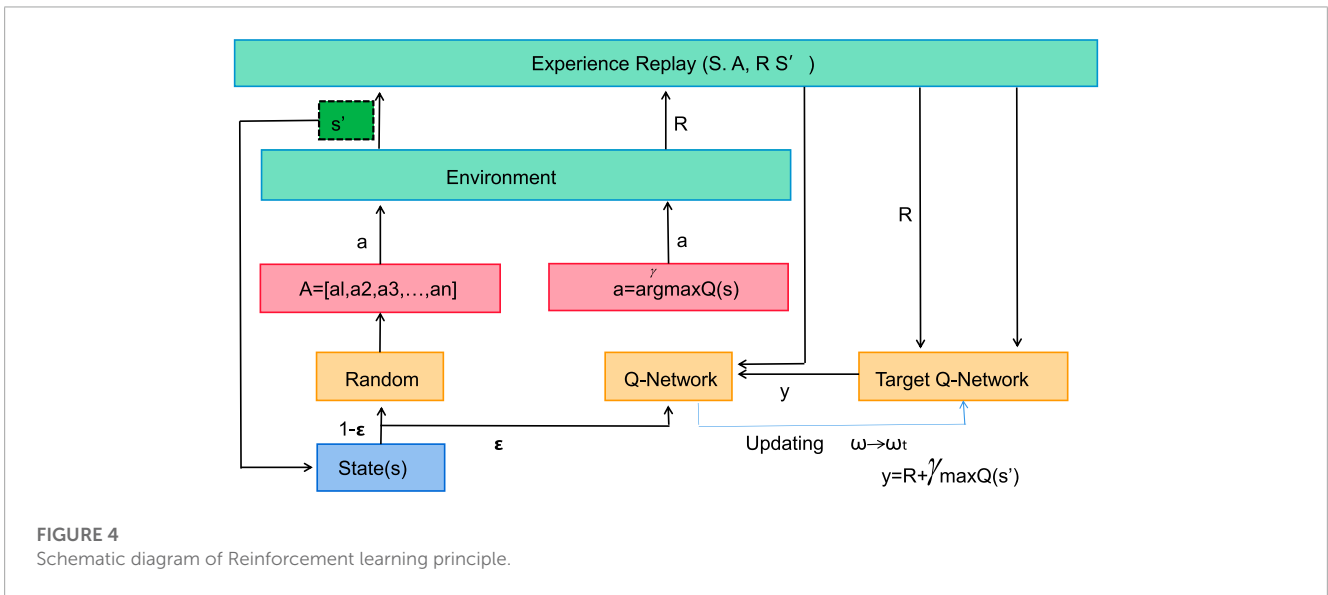 Experience Replay (S. A, R S′ )
s’
R
Environment
R
a
a
A=[al,a2,a3,…,an]
γ
a=argmaxQ(s)
Random
Q-Network
Target Q-Network
y
1-ε
ε
Updating ω→ωt
State(s)
y=R+γmaxQ(s’)
FIGURE 4
Schematic diagram of Reinforcement learning principle.